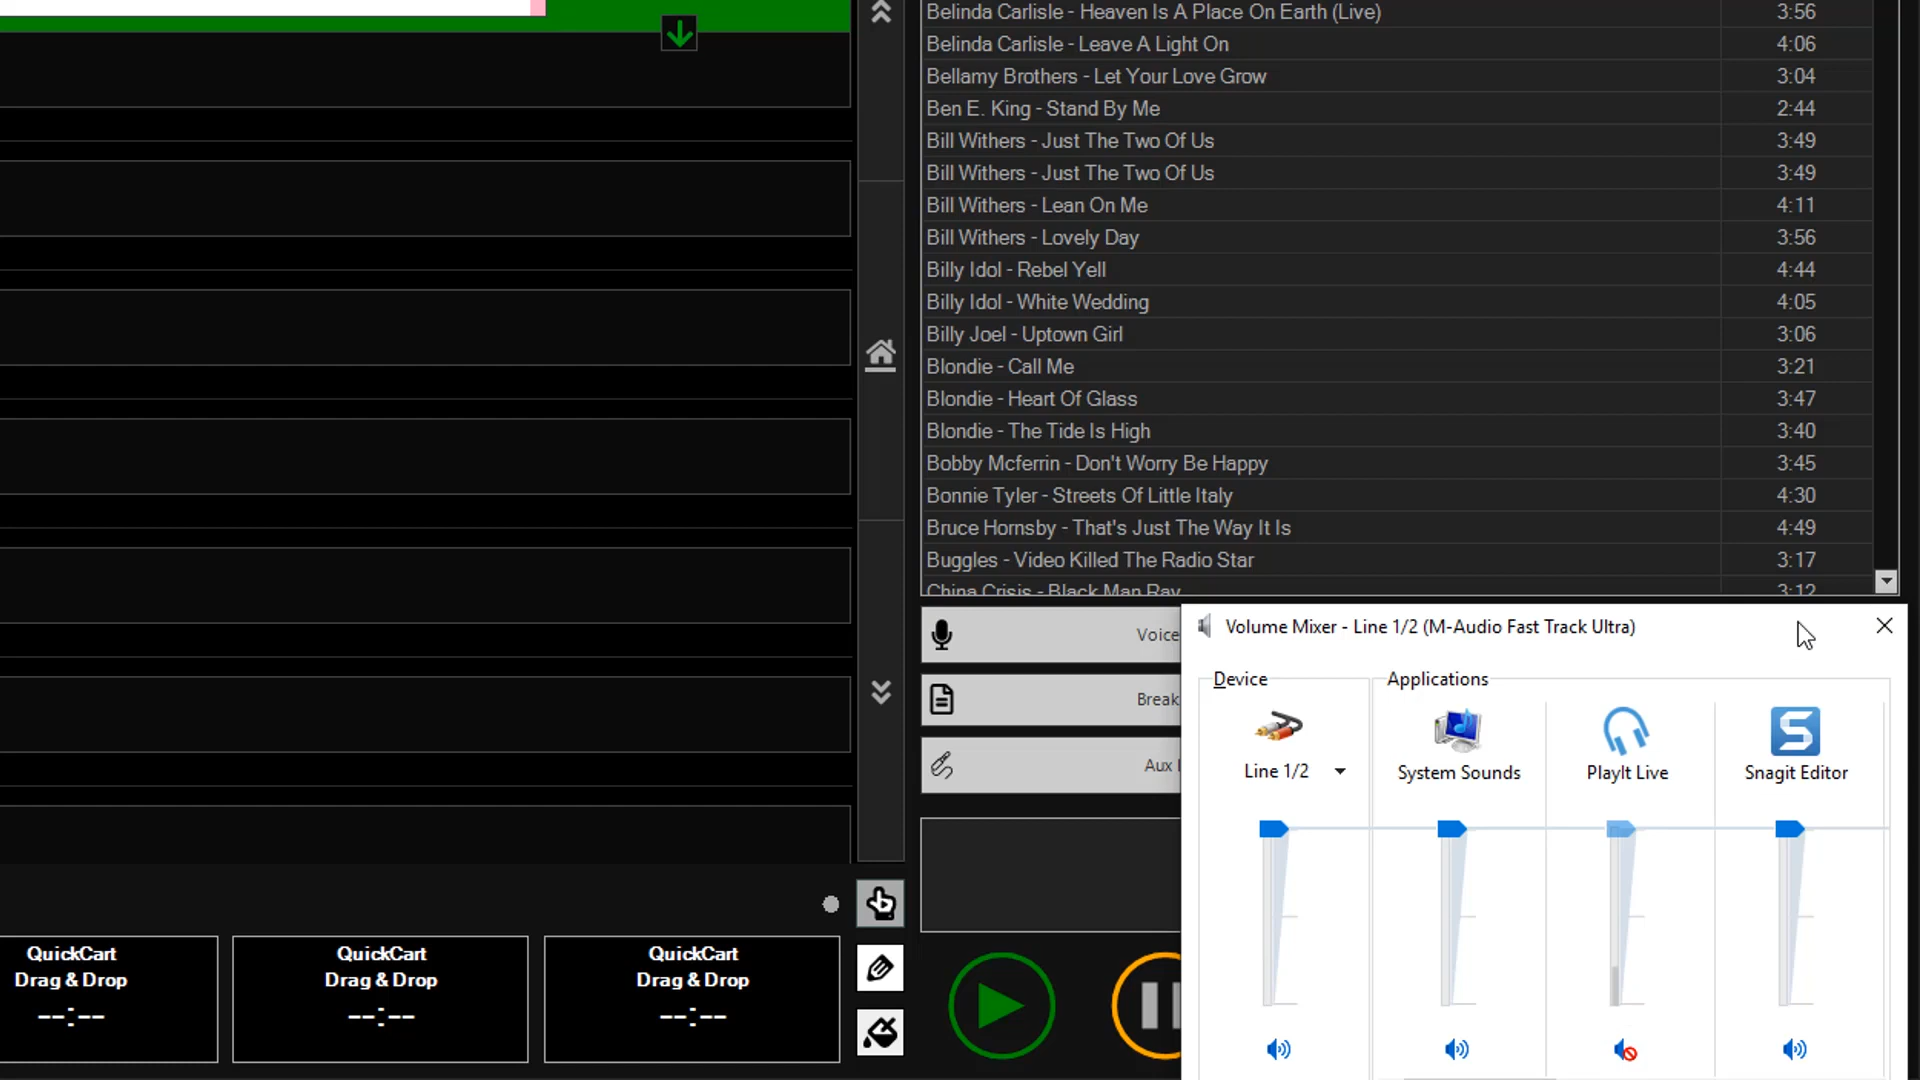 Belinda Carlisle - Heaven Is A Place On Earth (Live) 3:56
Belinda Carlisle - Leave A Light On 4:06
Bellamy Brothers - Let Your Love Grow 3:04
Ben E. King - Stand By Me 2:44
Bill Withers - Just The Two Of Us 3:49
Bill Withers - Just The Two Of Us 3:49
Bill Withers - Lean On Me 4:11
Bill Withers - Lovely Day 3:56
Billy Idol - Rebel Yell 4:44
Billy Idol - White Wedding 4:05
Billy Joel - Uptown Girl 3:06
Blondie - Call Me 3:21
Blondie - Heart Of Glass 3:47
Blondie - The Tide Is High 3:40
Bobby Mcferrin - Don't Worry Be Happy 3:45
Bonnie Tyler - Streets Of Little Italy 4:30
Bruce Hornsby - That's Just The Way It Is 4:49
Buggles - Video Killed The Radio Star 3:17
China Crisis - Black Man Ray 3:12
Voice
Break
Aux
Volume Mixer - Line 1/2 (M-Audio Fast Track Ultra)
Device Applications
Line 1/2 System Sounds PlayIt Live Snagit Editor
QuickCart QuickCart QuickCart
Drag & Drop Drag & Drop Drag & Drop
--:-- --:-- --:--